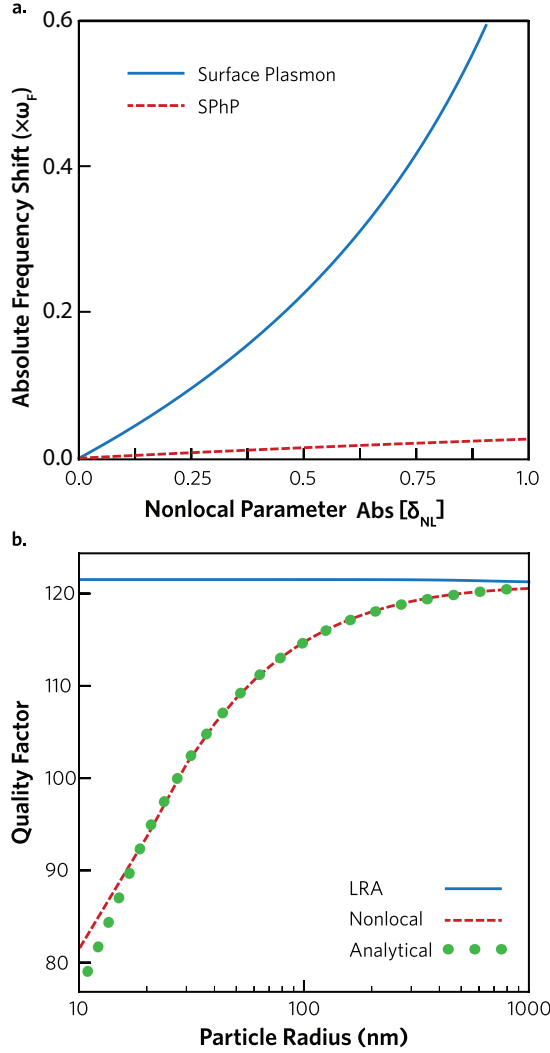 a.
0.6
0.4
0.2
0.0
Absolute Frequency Shift (×ω_F)
Surface Plasmon
SPhP
0.0 0.25 0.5 0.75 1.0
Nonlocal Parameter Abs [δ_NL]
b.
120
110
100
90
80
Quality Factor
LRA
Nonlocal
Analytical
10 100 1000
Particle Radius (nm)